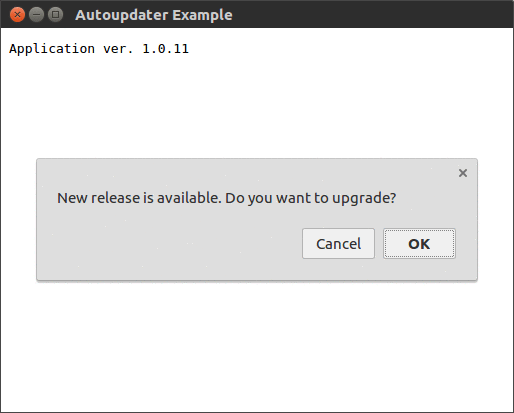 Autoupdater Example
Application ver. 1.0.11
New release is available. Do you want to upgrade?
Cancel
OK